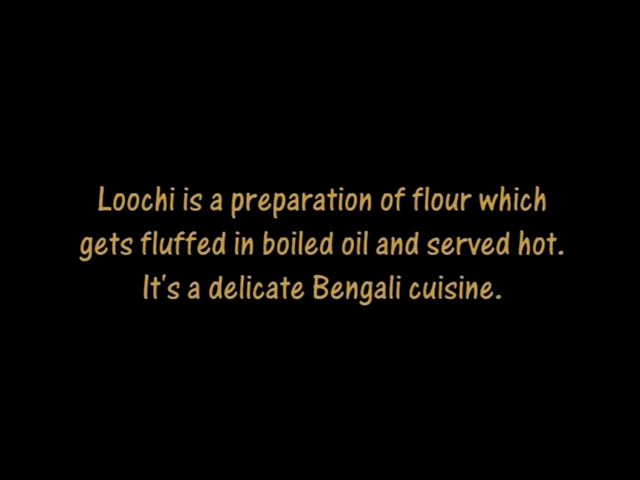 Loochi is a preparation of flour which
gets fluffed in boiled oil and served hot.
It's a delicate Bengali cuisine.